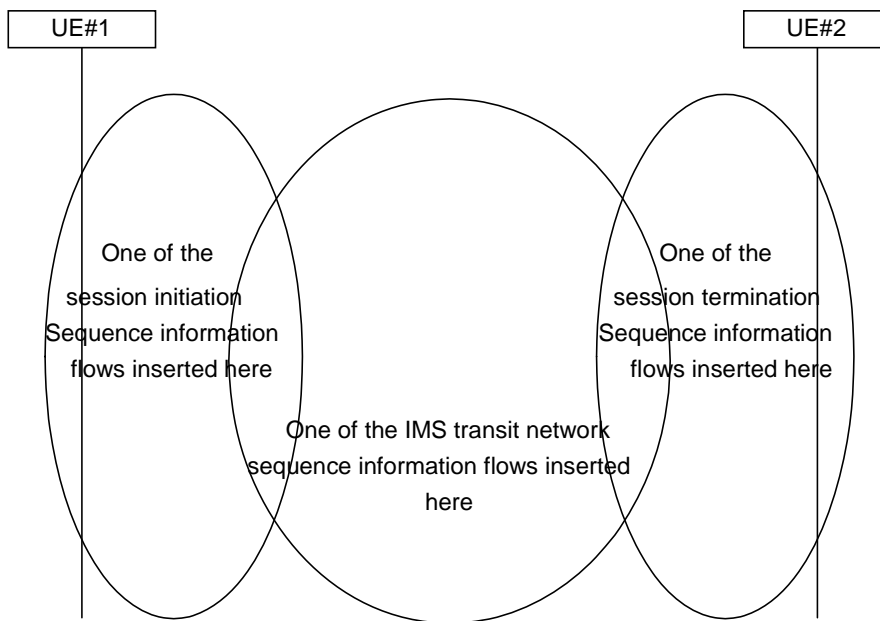 UE#1
UE#2
One of the
session initiation
Sequence information
flows inserted here
One of the IMS transit network
sequence information flows inserted
here
One of the
session termination
Sequence information
flows inserted here